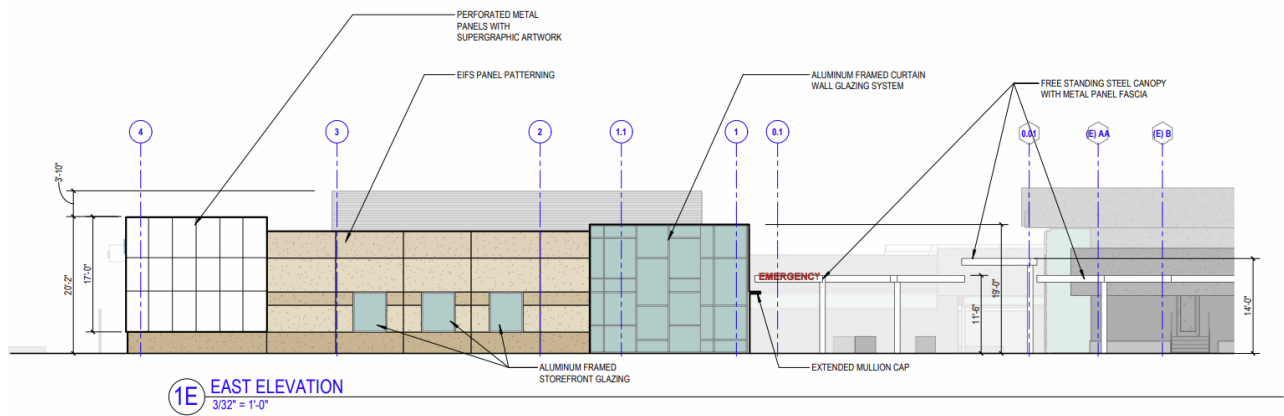 PERFORATED METAL
PANELS WITH
SUPERGRAPHIC ARTWORK
EIFS PANEL PATTERNING
ALUMINUM FRAMED CURTAIN
WALL GLAZING SYSTEM
FREE STANDING STEEL CANOPY
WITH METAL PANEL FASCIA
4
3
2
1.1
1
0.1
0.01
(E) AA
(E) B
3'-10"
20'-2"
17'-0"
EMERGENCY
19'-0"
11'-6"
14'-0"
ALUMINUM FRAMED
STOREFRONT GLAZING
EXTENDED MULLION CAP
1E
EAST ELEVATION
3/32" = 1'-0"